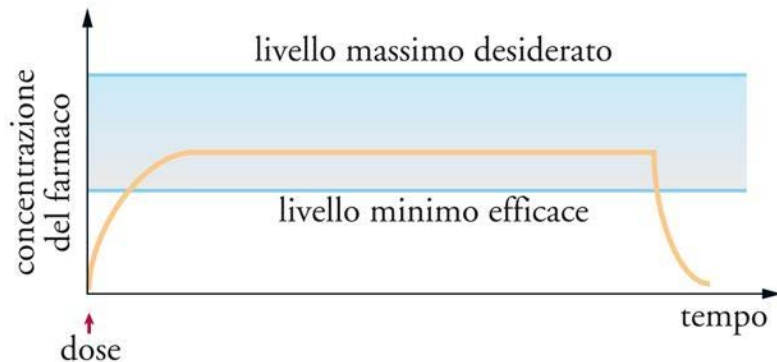 livello massimo desiderato
concentrazione
del farmaco
livello minimo efficace
tempo
dose